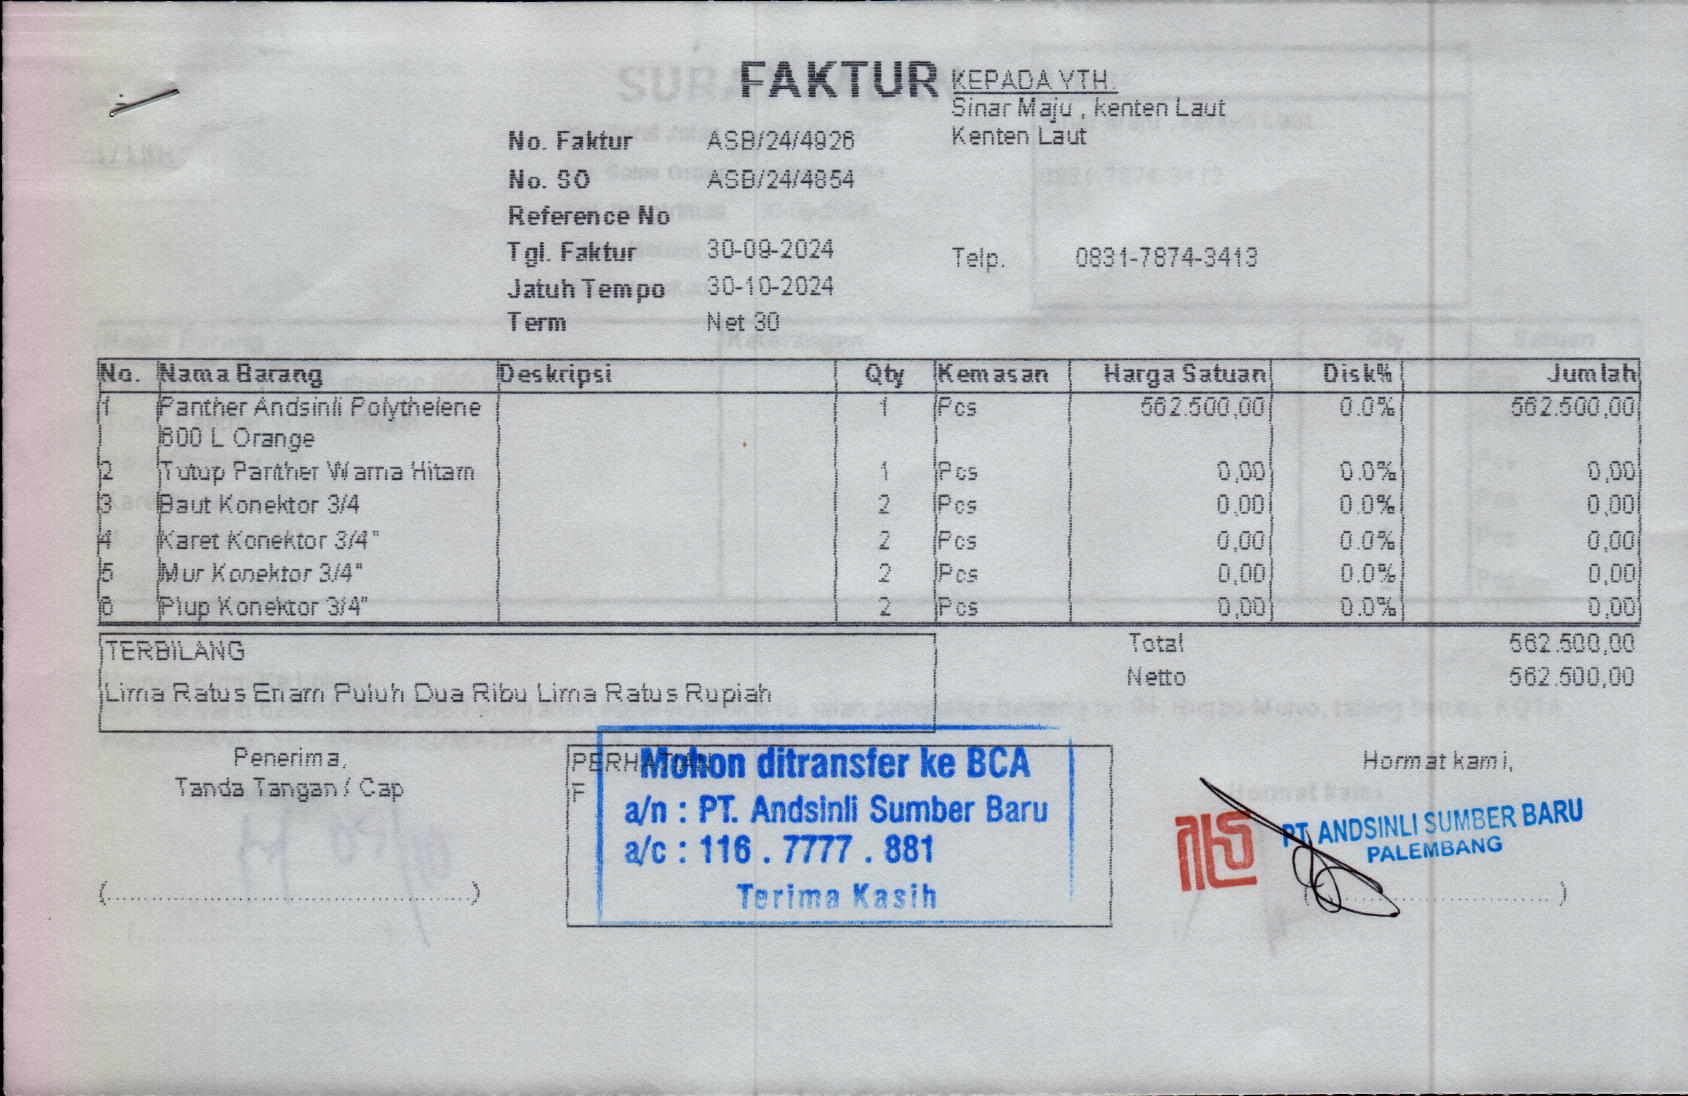 FAKTUR
KEPADA YTH.
Sinar Maju , kenten Laut
Kenten Laut
No. Faktur ASB/24/4926
No. SO ASB/24/4854
Reference No
Tgl. Faktur 30-09-2024
Telp. 0831-7874-3413
Jatuh Tempo 30-10-2024
Term Net 30
No. Nama Barang Deskripsi Qty Kemasan Harga Satuan Disk% Jumlah
1 Panther Andsinli Polythelene 1 Pcs 562.500,00 0.0% 562.500,00
600 L Orange
2 Tutup Panther Warna Hitam 1 Pcs 0,00 0.0% 0,00
3 Baut Konektor 3/4 2 Pcs 0,00 0.0% 0,00
4 Karet Konektor 3/4" 2 Pcs 0,00 0.0% 0,00
5 Mur Konektor 3/4" 2 Pcs 0,00 0.0% 0,00
6 Plup Konektor 3/4" 2 Pcs 0,00 0.0% 0,00
TERBILANG
Total 562.500,00
Netto 562.500,00
Lima Ratus Enam Puluh Dua Ribu Lima Ratus Rupiah
Penerima,
Tanda Tangan / Cap
PERHATIAN
F
Mohon ditransfer ke BCA
a/n : PT. Andsinli Sumber Baru
a/c : 116 . 7777 . 881
Terima Kasih
Hormat kami,
PT. ANDSINLI SUMBER BARU
PALEMBANG
(............................................)
(..............................)